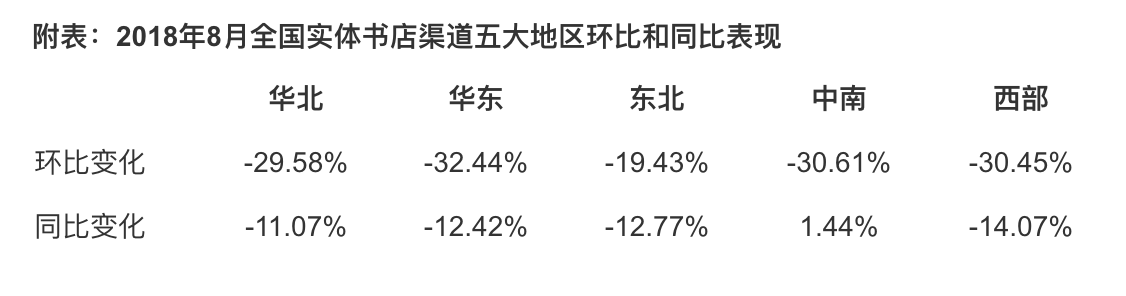 附表：2018年8月全国实体书店渠道五大地区环比和同比表现
华北 华东 东北 中南 西部
环比变化 -29.58% -32.44% -19.43% -30.61% -30.45%
同比变化 -11.07% -12.42% -12.77% 1.44% -14.07%